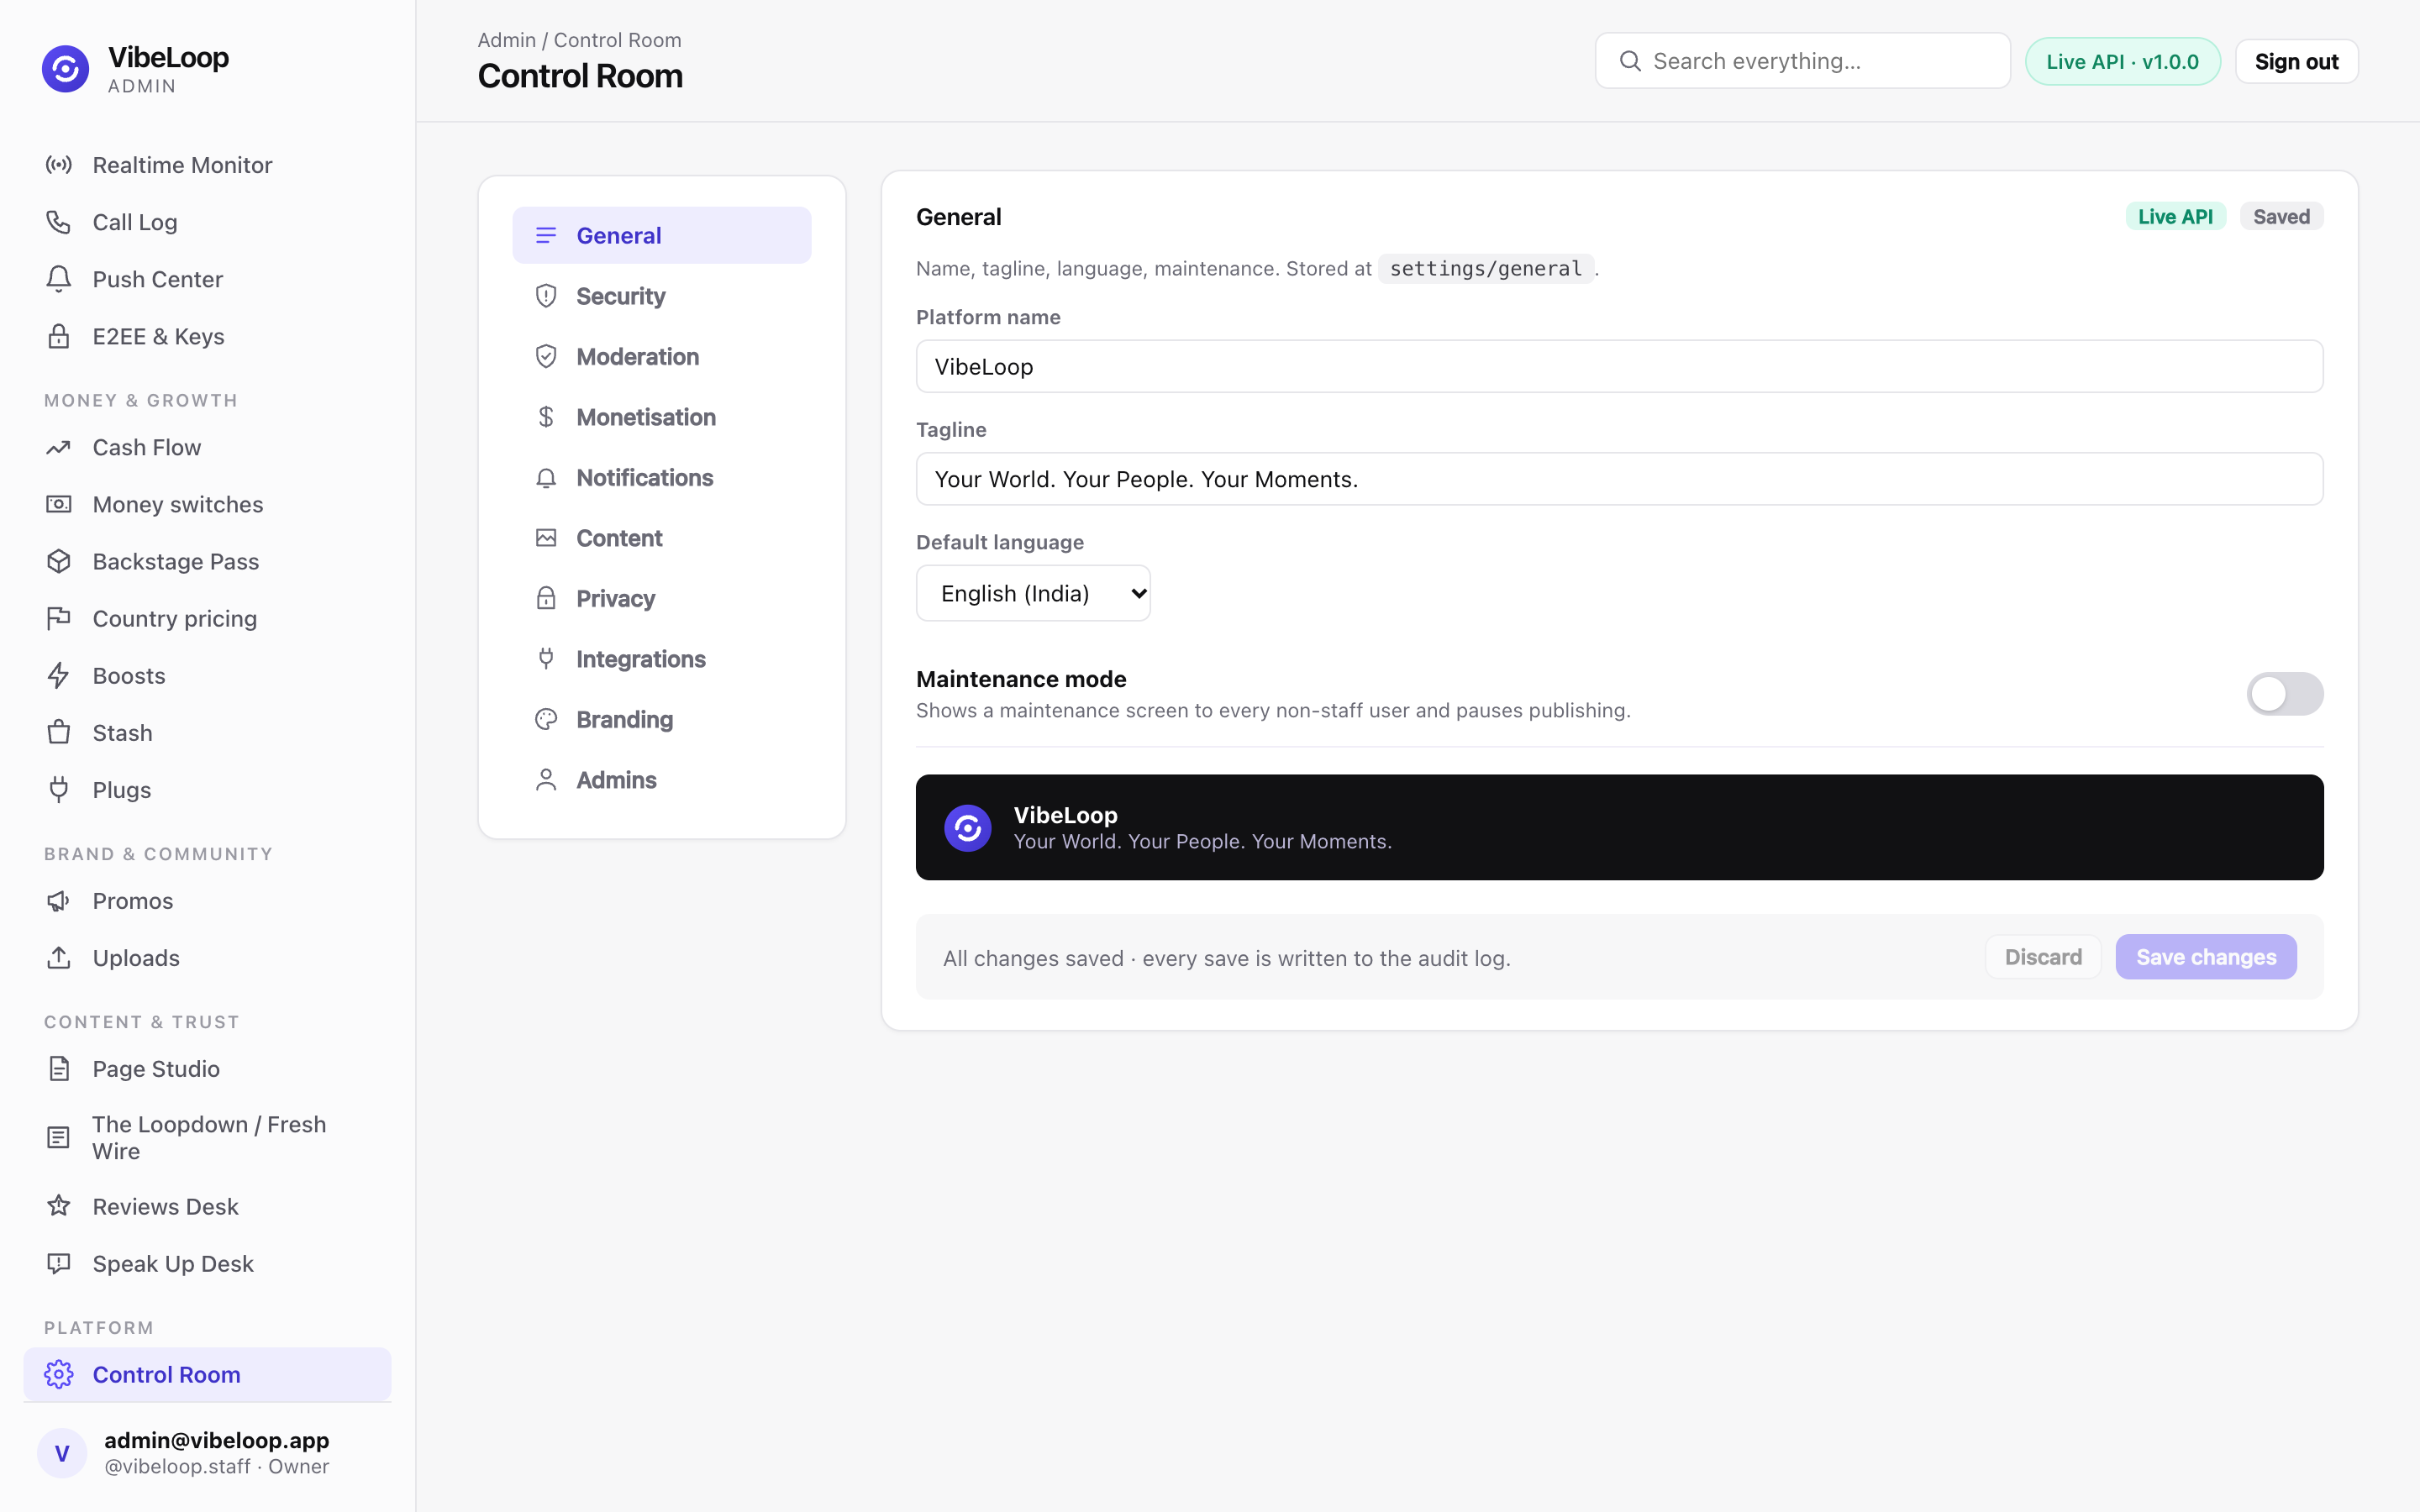 VibeLoop
ADMIN
Realtime Monitor
Call Log
Push Center
E2EE & Keys
MONEY & GROWTH
Cash Flow
Money switches
Backstage Pass
Country pricing
Boosts
Stash
Plugs
BRAND & COMMUNITY
Promos
Uploads
CONTENT & TRUST
Page Studio
The Loopdown / Fresh
Wire
Reviews Desk
Speak Up Desk
PLATFORM
Control Room
V
admin@vibeloop.app
@vibeloop.staff · Owner
Admin / Control Room
Control Room
Search everything...
Live API · v1.0.0
Sign out
General
Security
Moderation
Monetisation
Notifications
Content
Privacy
Integrations
Branding
Admins
General
Live API
Saved
Name, tagline, language, maintenance. Stored at settings/general.
Platform name
VibeLoop
Tagline
Your World. Your People. Your Moments.
Default language
English (India)
Maintenance mode
Shows a maintenance screen to every non-staff user and pauses publishing.
VibeLoop
Your World. Your People. Your Moments.
All changes saved · every save is written to the audit log.
Discard
Save changes